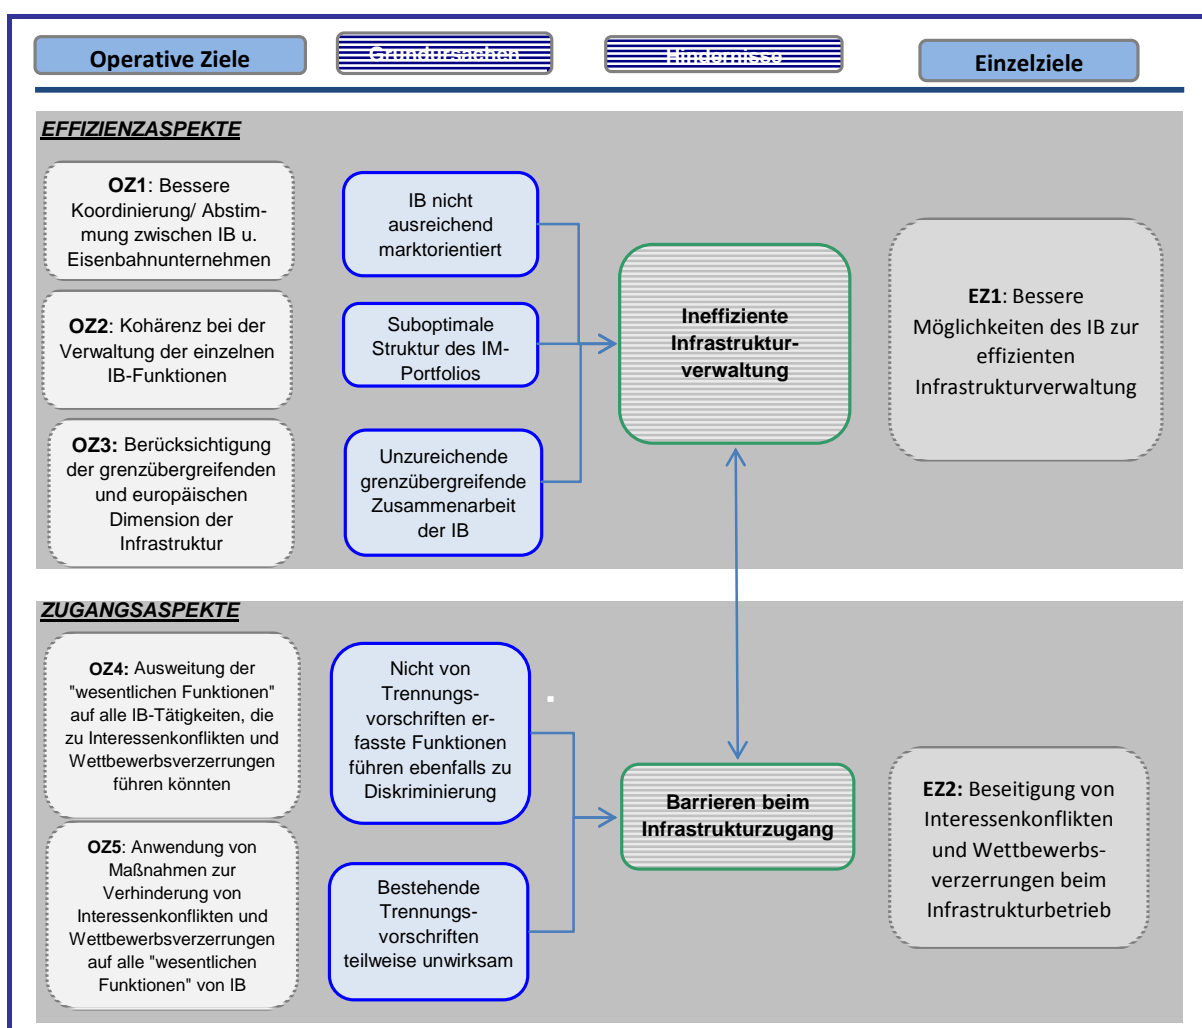 Operative Ziele
Grundursachen
Hindernisse
Einzelziele
EFFIZIENZASPEKTE
OZ1: Bessere
Koordinierung/ Abstim-
mung zwischen IB u.
Eisenbahnunternehmen
OZ2: Kohärenz bei der
Verwaltung der einzelnen
IB-Funktionen
OZ3: Berücksichtigung
der grenzübergreifenden
und europäischen
Dimension der
Infrastruktur
IB nicht
ausreichend
marktorientiert
Suboptimale
Struktur des IM-
Portfolios
Unzureichende
grenzübergreifende
Zusammenarbeit
der IB
Ineffiziente
Infrastruktur-
verwaltung
EZ1: Bessere
Möglichkeiten des IB zur
effizienten
Infrastrukturverwaltung
ZUGANGSASPEKTE
OZ4: Ausweitung der
"wesentlichen Funktionen"
auf alle IB-Tätigkeiten, die
zu Interessenkonflikten und
Wettbewerbsverzerrungen
führen könnten
OZ5: Anwendung von
Maßnahmen zur
Verhinderung von
Interessenkonflikten und
Wettbewerbsverzerrungen
auf alle "wesentlichen
Funktionen" von IB
Nicht von
Trennungs-
vorschriften er-
fasste Funktionen
führen ebenfalls zu
Diskriminierung
Bestehende
Trennungs-
vorschriften
teilweise unwirksam
Barrieren beim
Infrastrukturzugang
EZ2: Beseitigung von
Interessenkonflikten
und Wettbewerbs-
verzerrungen beim
Infrastrukturbetrieb